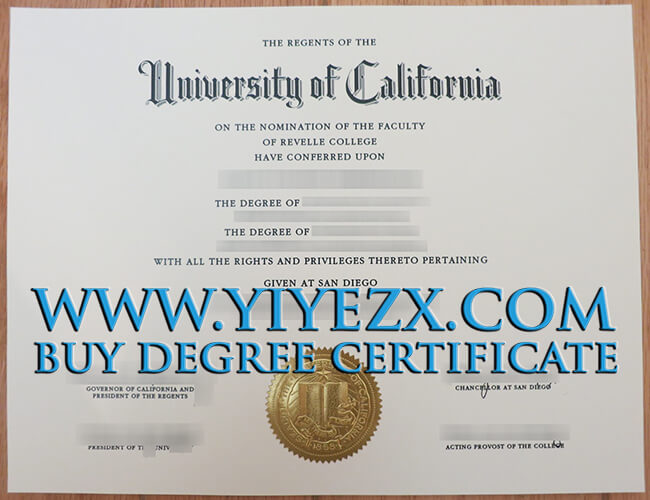 THE REGENTS OF THE
University of California
ON THE NOMINATION OF THE FACULTY
OF REVELLE COLLEGE
HAVE CONFERRED UPON
THE DEGREE OF
THE DEGREE OF
WITH ALL THE RIGHTS AND PRIVILEGES THERETO PERTAINING
GIVEN AT SAN DIEGO
WWW.YIYEZX.COM
BUY DEGREE CERTIFICATE
GOVERNOR OF CALIFORNIA AND
PRESIDENT OF THE REGENTS
CHANCELLOR AT SAN DIEGO
PRESIDENT OF THE
ACTING PROVOST OF THE COLLEGE